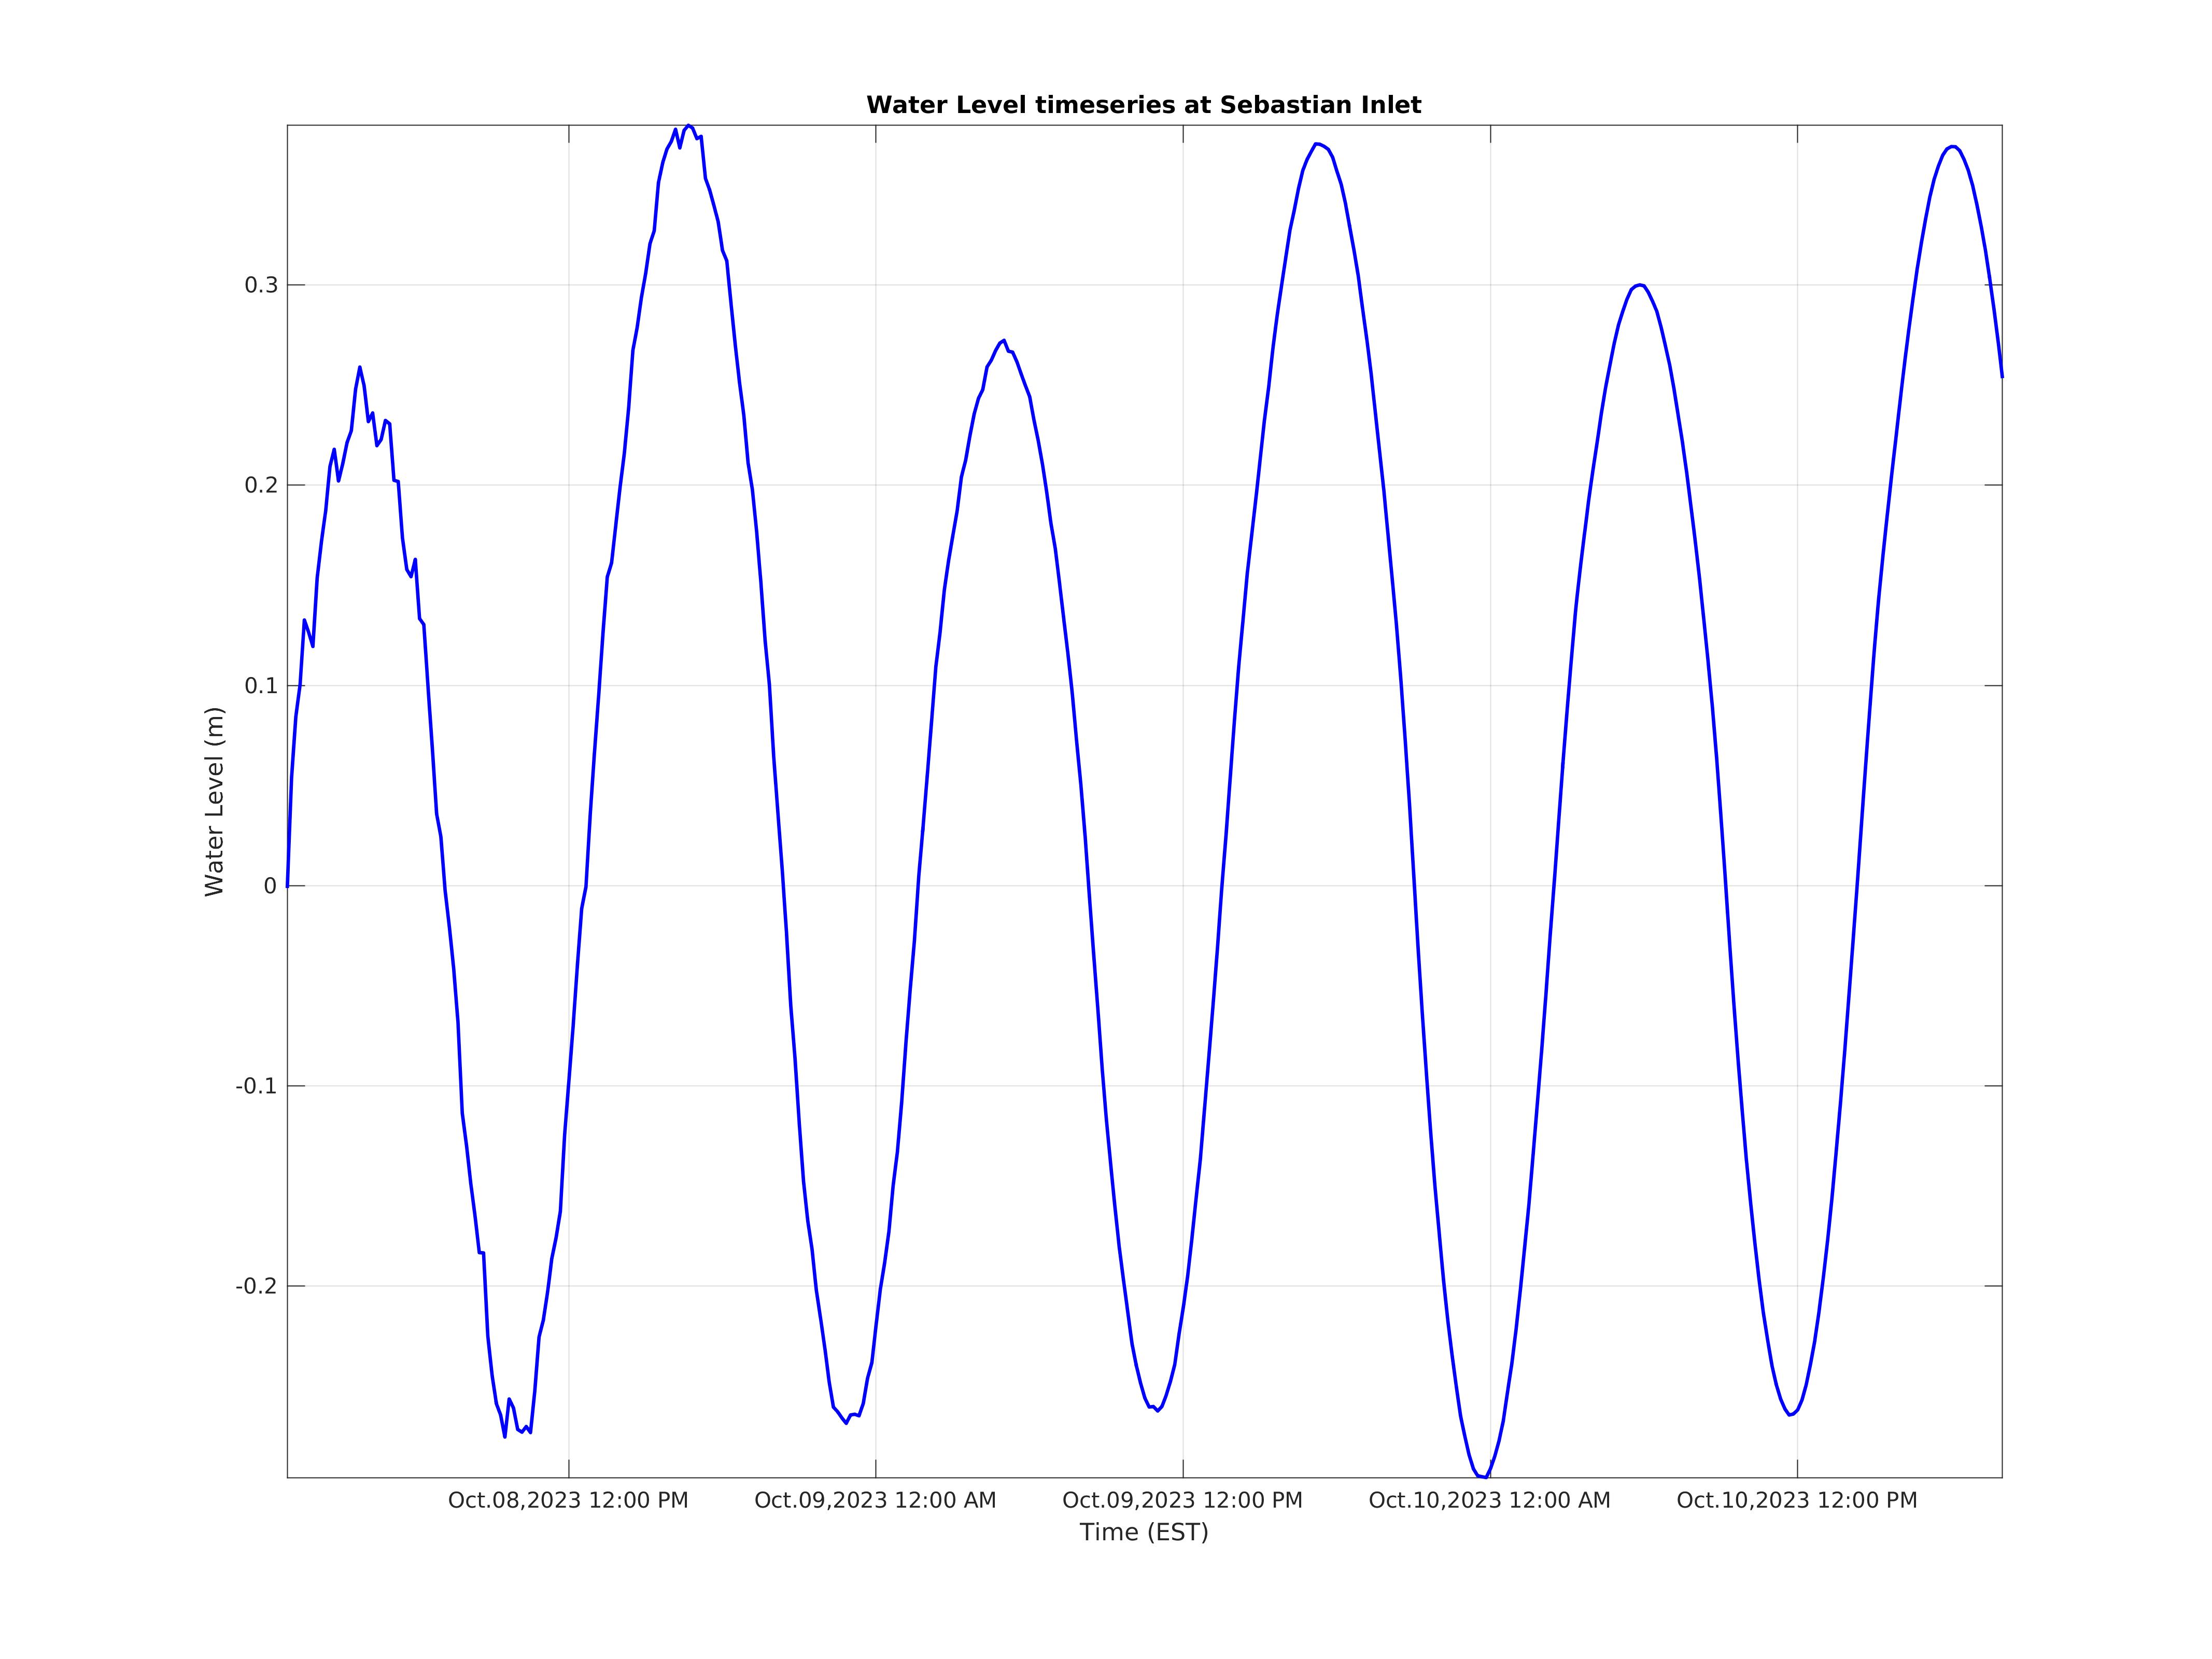 Water Level timeseries at Sebastian Inlet
0.3
0.2
0.1
0
-0.1
-0.2
Water Level (m)
Oct.08,2023 12:00 PM
Oct.09,2023 12:00 AM
Oct.09,2023 12:00 PM
Oct.10,2023 12:00 AM
Oct.10,2023 12:00 PM
Time (EST)